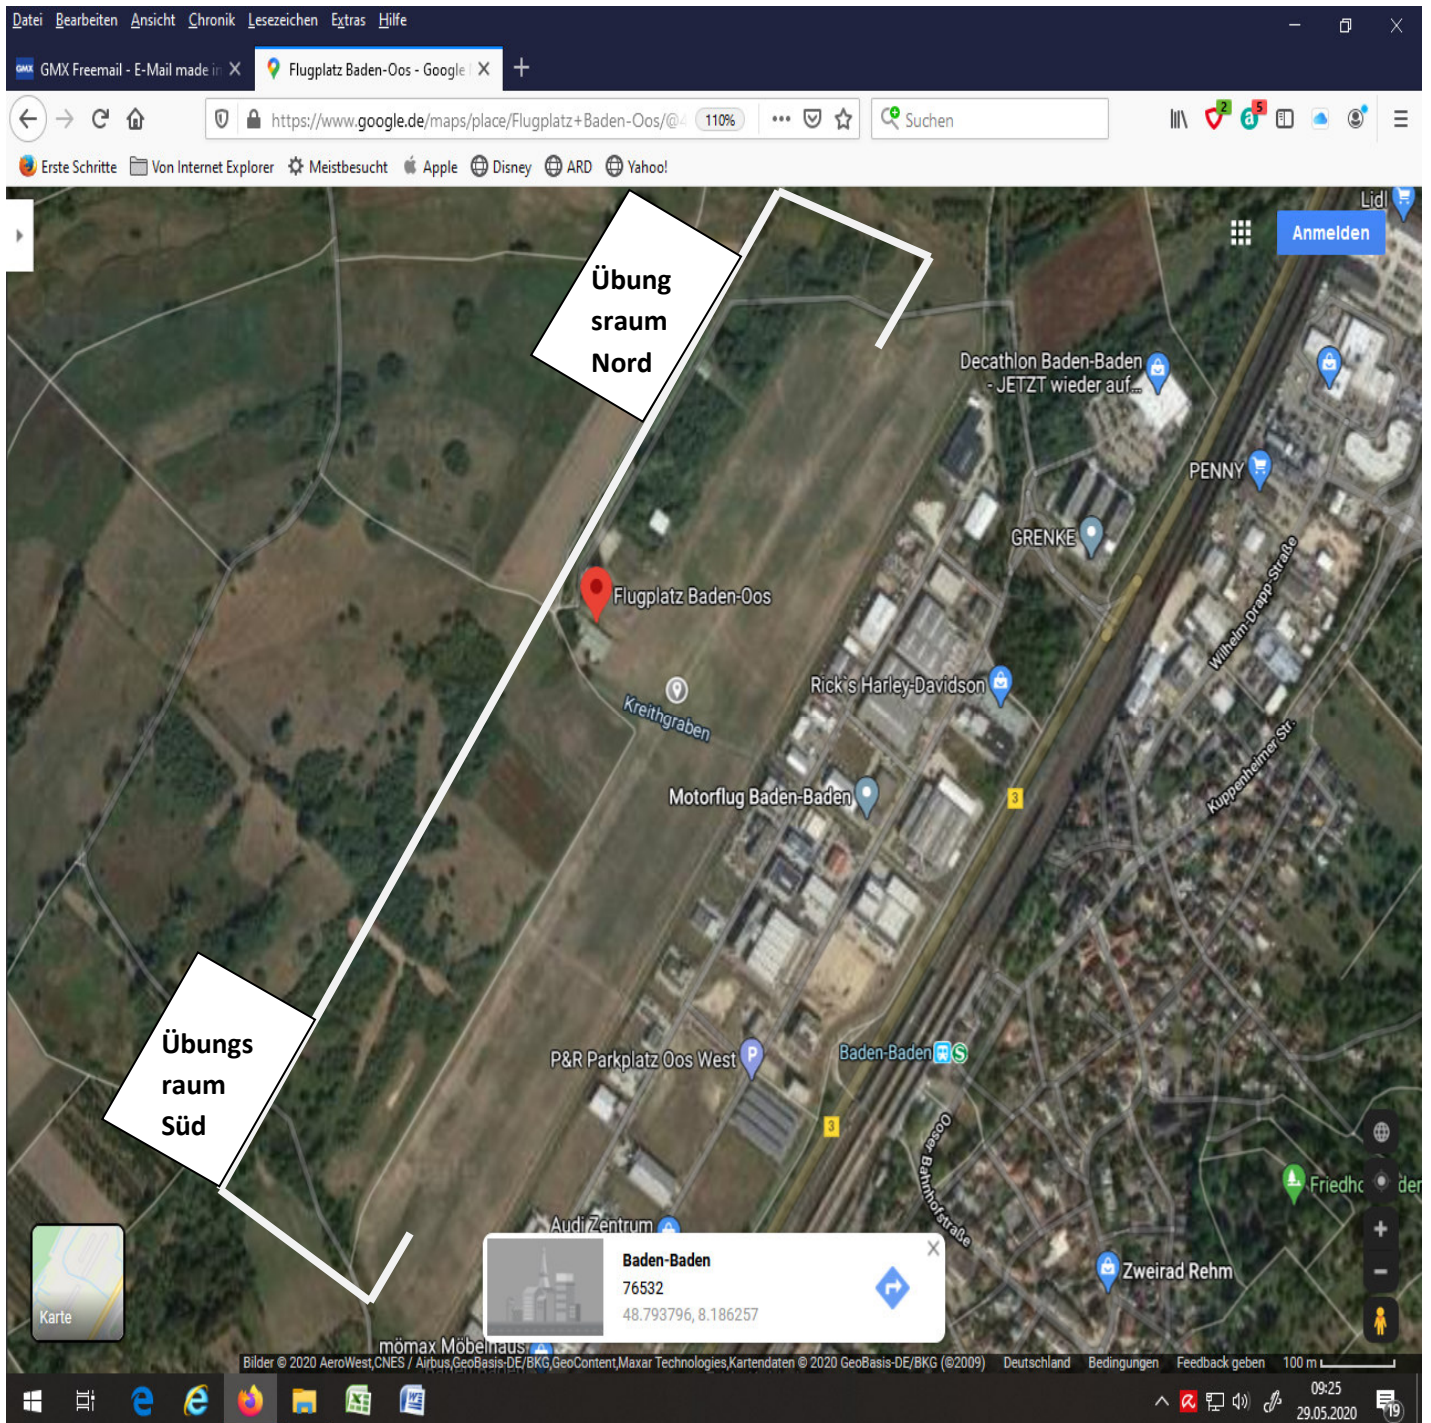 Datei Bearbeiten Ansicht Chronik Lesezeichen Extras Hilfe
GMX Freemail - E-Mail made in
Flugplatz Baden-Oos - Google
https://www.google.de/maps/place/Flugplatz+Baden-Oos/@4
110%
Suchen
2
5
Erste Schritte Von Internet Explorer Meistbesucht Apple Disney ARD Yahoo!
Lidl
Anmelden
Übung
sraum
Nord
Decathlon Baden-Baden
- JETZT wieder auf...
PENNY
GRENKE
Wilhelm-Drapp-Straße
Flugplatz Baden-Oos
Rick's Harley-Davidson
Kreithgraben
Kuppenheimer Str.
Motorflug Baden-Baden
3
Übungs
raum
Süd
P&R Parkplatz Oos West
P
Baden-Baden
S
3
Ooser Bahnhofstraße
Friedho
der
Audi Zentrum
Baden-Baden
76532
48.793796, 8.186257
Zweirad Rehm
Karte
mömax Möbelhaus
Bilder © 2020 AeroWest,CNES / Airbus,GeoBasis-DE/BKG,GeoContent,Maxar Technologies,Kartendaten © 2020 GeoBasis-DE/BKG (©2009) Deutschland Bedingungen Feedback geben 100 m
09:25
29.05.2020
19